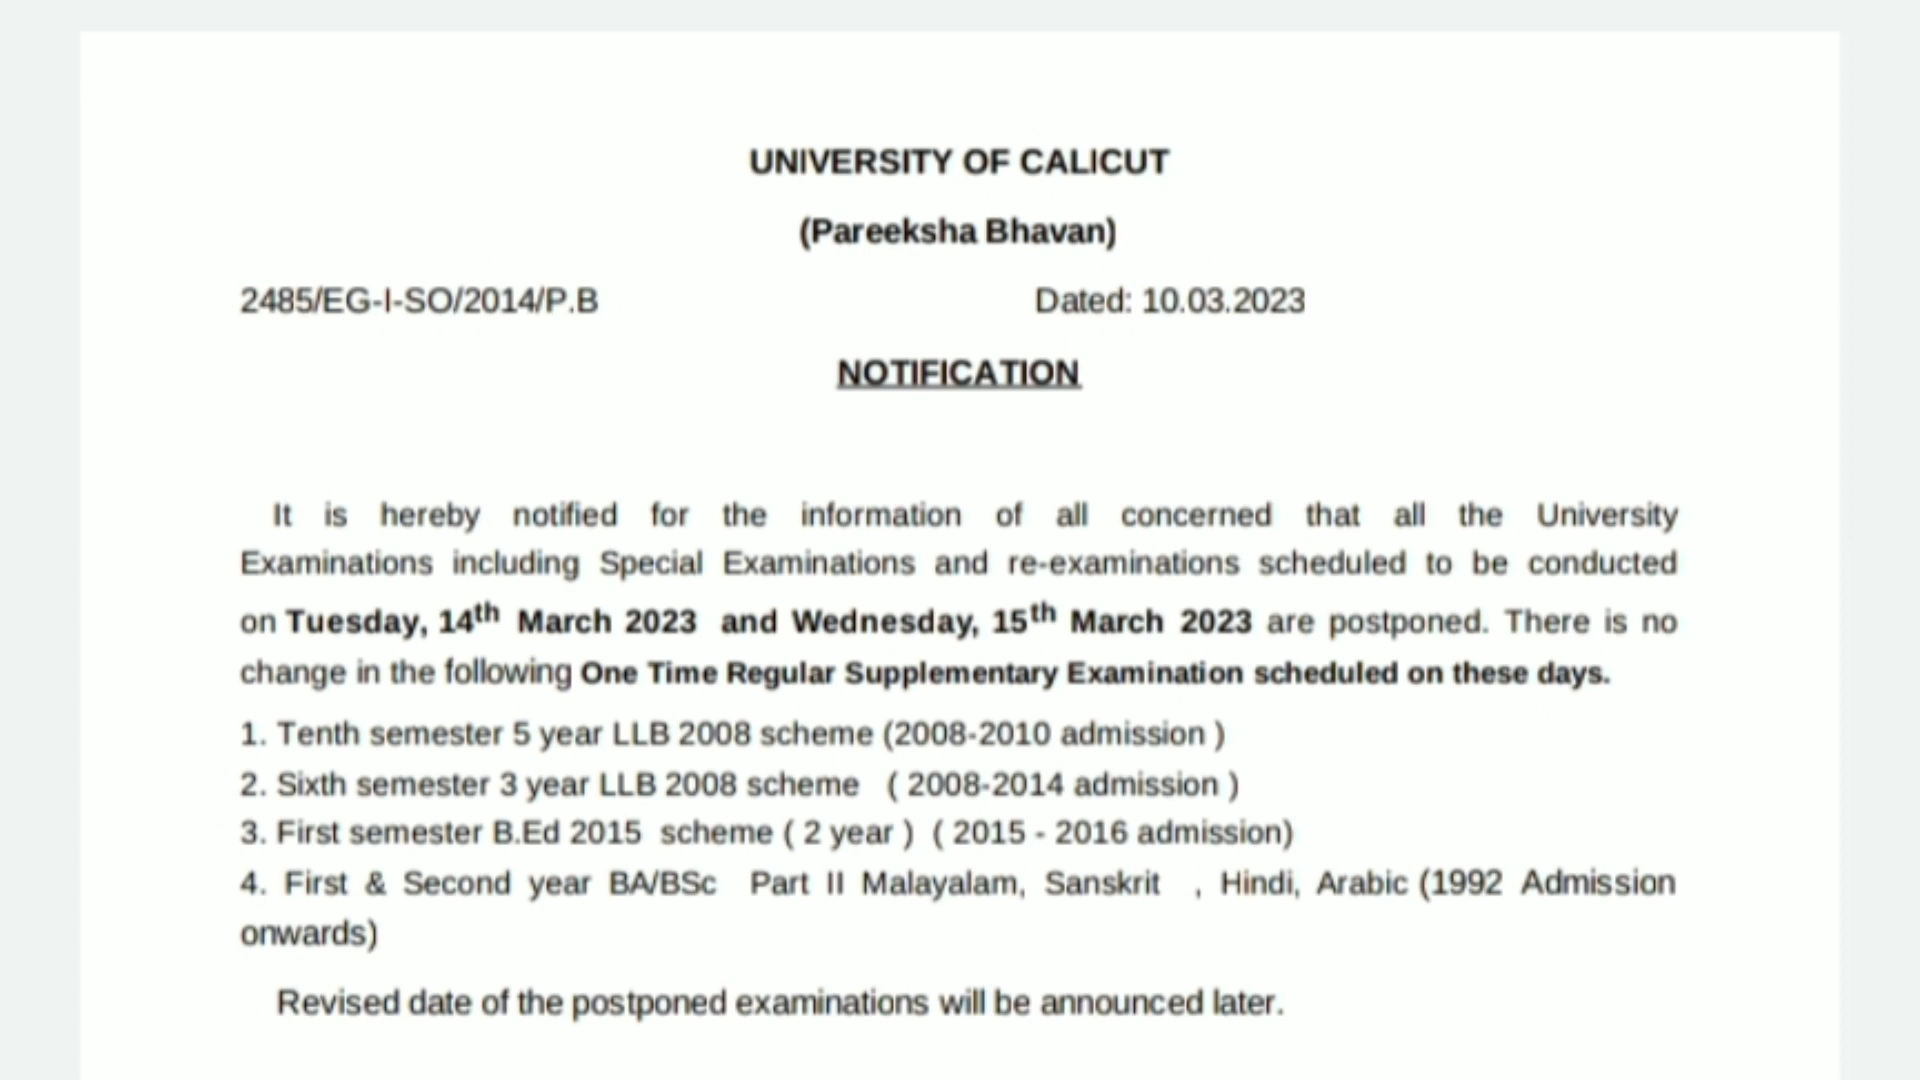 UNIVERSITY OF CALICUT
(Pareeksha Bhavan)
2485/EG-I-SO/2014/P.B Dated: 10.03.2023
NOTIFICATION
It is hereby notified for the information of all concerned that all the University
Examinations including Special Examinations and re-examinations scheduled to be conducted
on Tuesday, 14th March 2023 and Wednesday, 15th March 2023 are postponed. There is no
change in the following One Time Regular Supplementary Examination scheduled on these days.
1. Tenth semester 5 year LLB 2008 scheme (2008-2010 admission )
2. Sixth semester 3 year LLB 2008 scheme ( 2008-2014 admission )
3. First semester B.Ed 2015 scheme ( 2 year ) ( 2015 - 2016 admission)
4. First & Second year BA/BSc Part II Malayalam, Sanskrit , Hindi, Arabic (1992 Admission
onwards)
Revised date of the postponed examinations will be announced later.